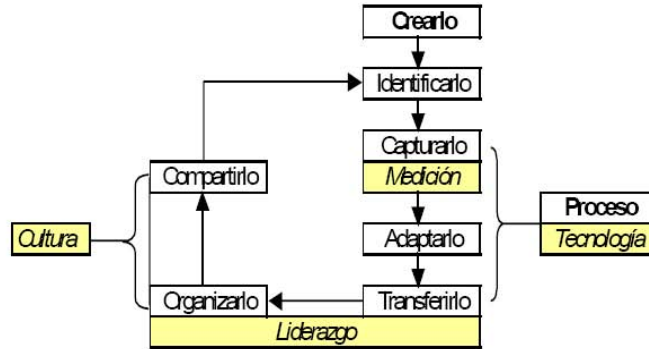 Crearlo
Identificarlo
Capturarlo
Compartirlo
Medición
Proceso
Cultura
Adaptarlo
Tecnología
Organizarlo
Transferirlo
Liderazgo